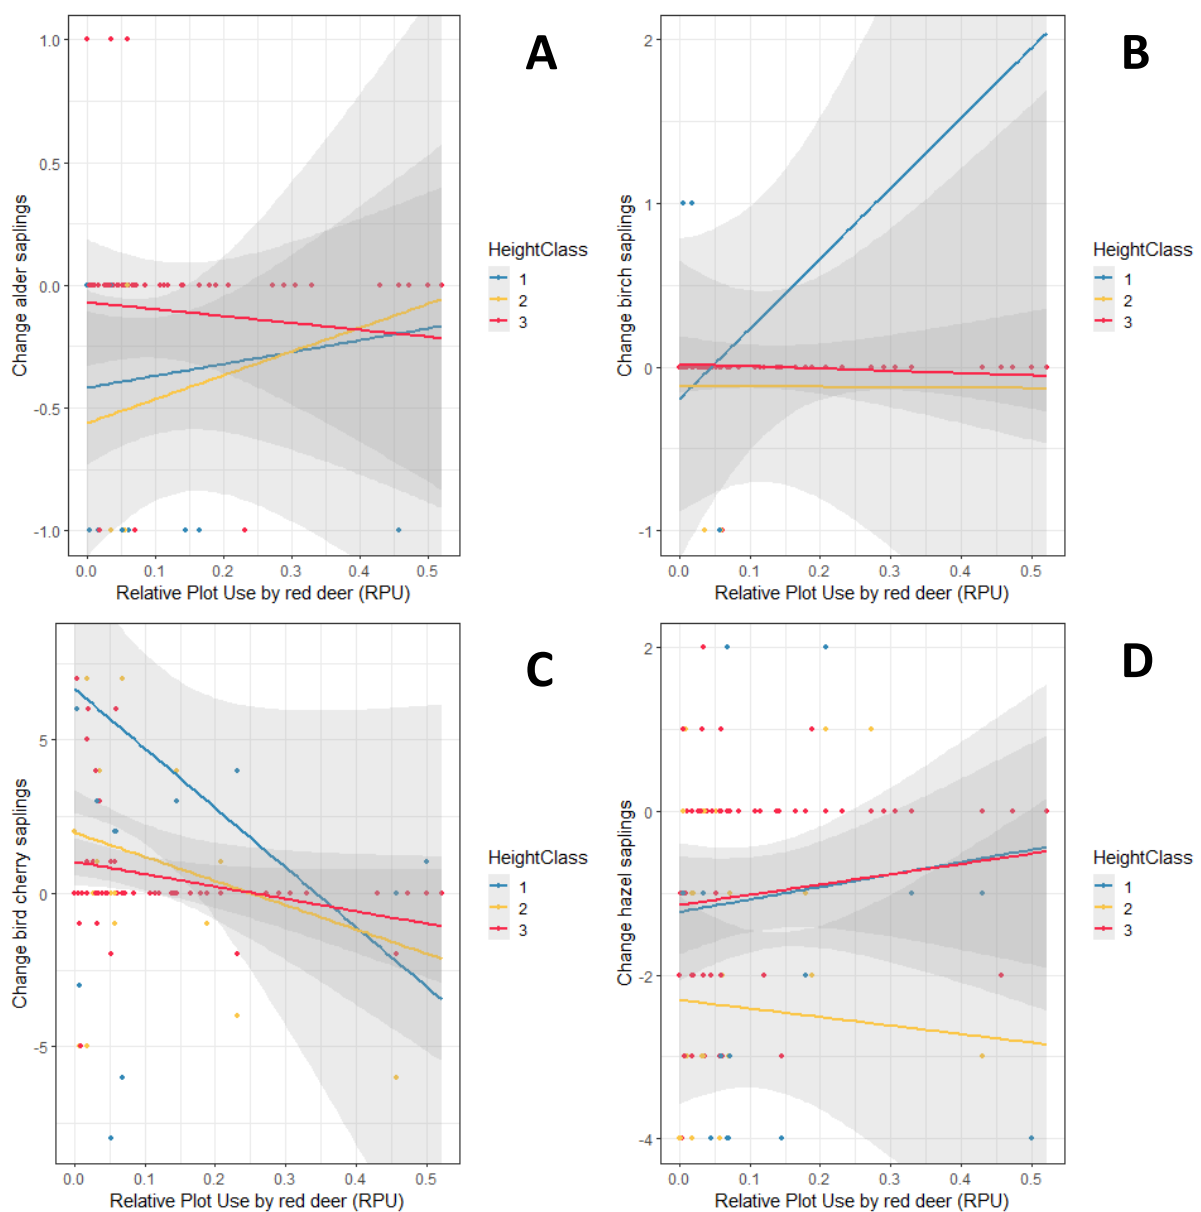 A
1.0
0.5
0.0
-0.5
-1.0
Change alder saplings
0.0 0.1 0.2 0.3 0.4 0.5
Relative Plot Use by red deer (RPU)
HeightClass
1
2
3
B
2
1
0
-1
Change birch saplings
0.0 0.1 0.2 0.3 0.4 0.5
Relative Plot Use by red deer (RPU)
HeightClass
1
2
3
C
5
0
-5
Change bird cherry saplings
0.0 0.1 0.2 0.3 0.4 0.5
Relative Plot Use by red deer (RPU)
HeightClass
1
2
3
D
2
0
-2
-4
Change hazel saplings
0.0 0.1 0.2 0.3 0.4 0.5
Relative Plot Use by red deer (RPU)
HeightClass
1
2
3